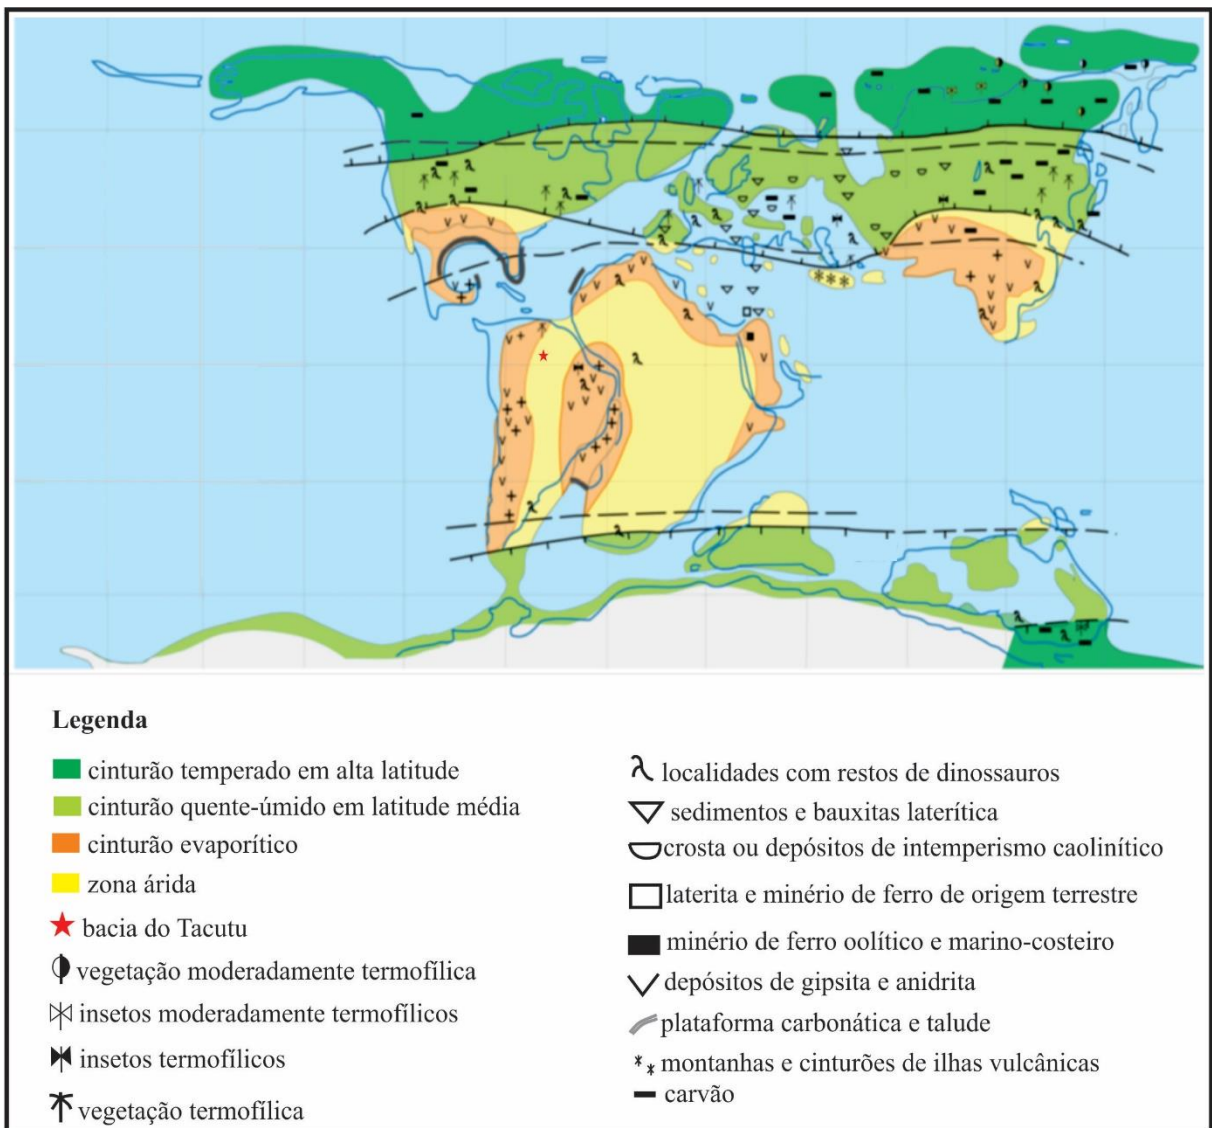 Legenda
cinturão temperado em alta latitude
cinturão quente-úmido em latitude média
cinturão evaporítico
zona árida
bacia do Tacutu
vegetação moderadamente termofílica
insetos moderadamente termofílicos
insetos termofílicos
vegetação termofílica
localidades com restos de dinossauros
sedimentos e bauxitas laterítica
crosta ou depósitos de intemperismo caolinítico
laterita e minério de ferro de origem terrestre
minério de ferro oolítico e marino-costeiro
depósitos de gipsita e anidrita
plataforma carbonática e talude
montanhas e cinturões de ilhas vulcânicas
carvão